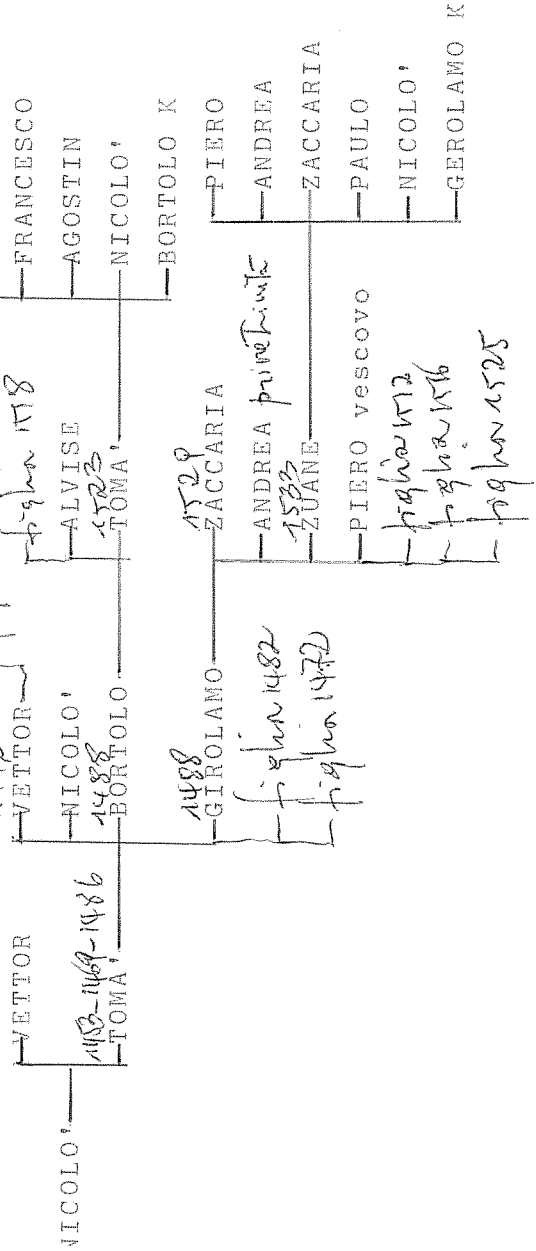 NICOLO'
VETTOR
1453-1469-1486
TOMA'
VETTOR
NICOLO'
1488
BORTOLO
1488
GIROLAMO
figlia 1482
figlia 1472
figlia 1518
ALVISE
1523
TOMA'
1529
ZACCARIA
ANDREA
1533
ZUANE
PIERO vescovo
figlia 1512
figlia 1516
figlia 1525
FRANCESCO
AGOSTIN
NICOLO'
BORTOLO K
PIERO
ANDREA
ZACCARIA
PAULO
NICOLO'
GEROLAMO K